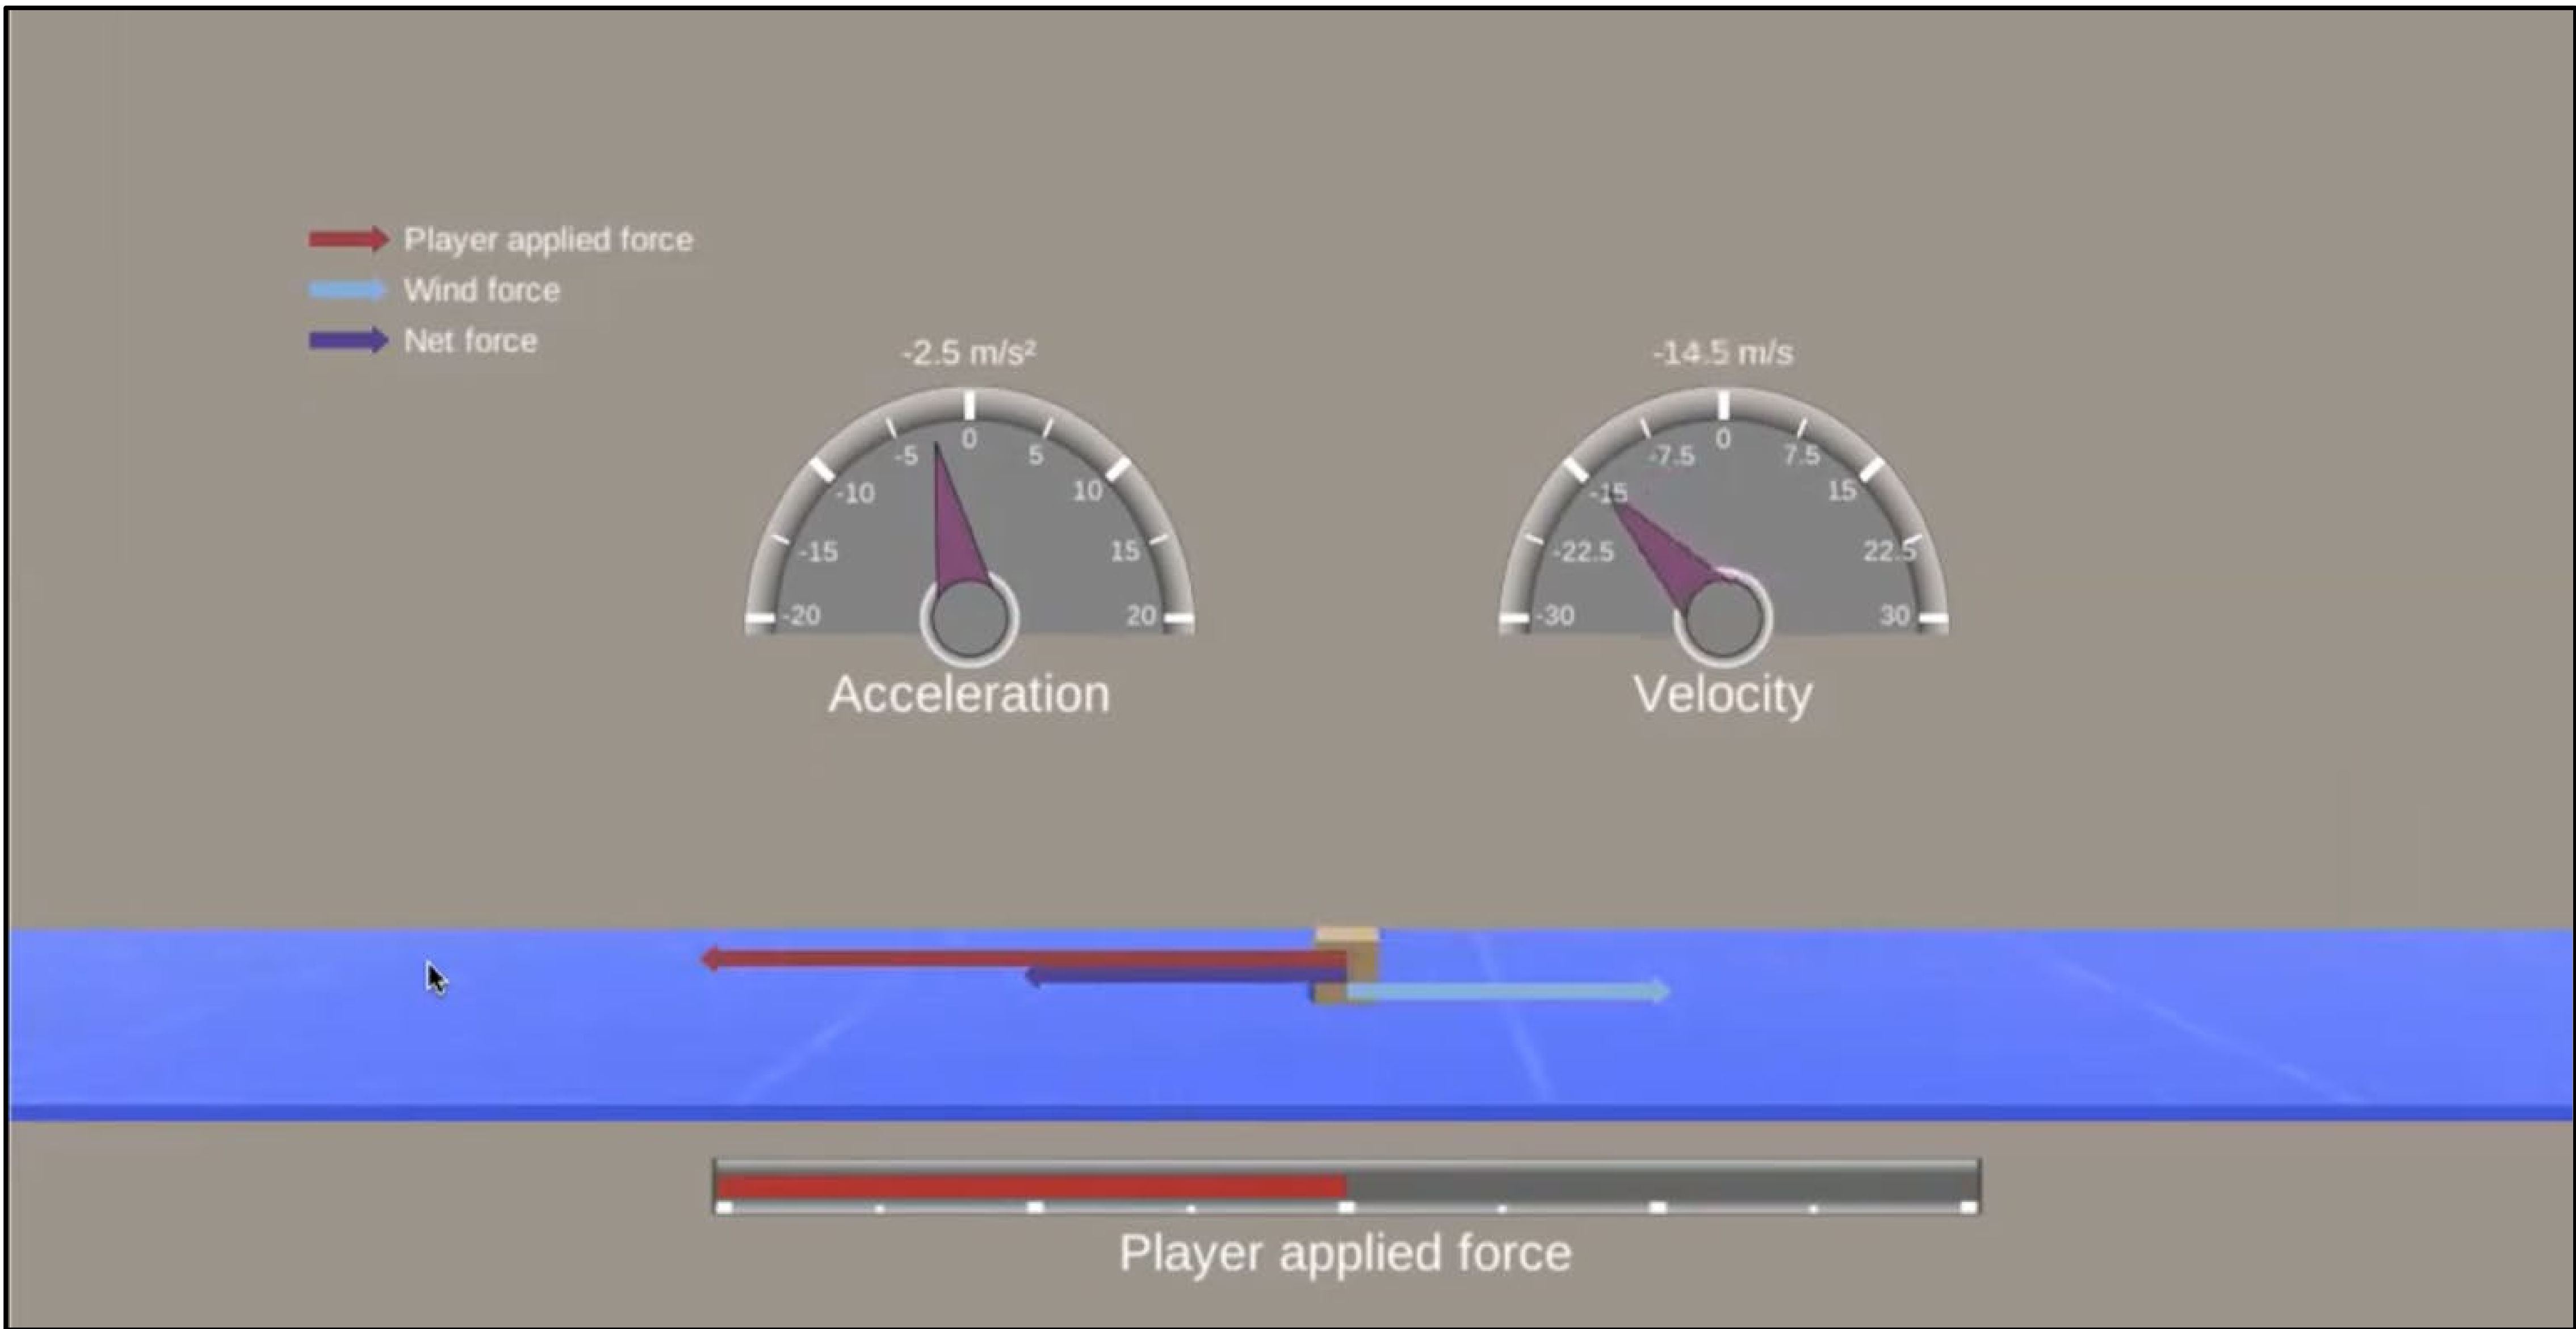 Player applied force
Wind force
Net force
-2.5 m/s²
-20
-15
-10
-5
0
5
10
15
20
Acceleration
-14.5 m/s
-30
-22.5
-15
-7.5
0
7.5
15
22.5
30
Velocity
Player applied force